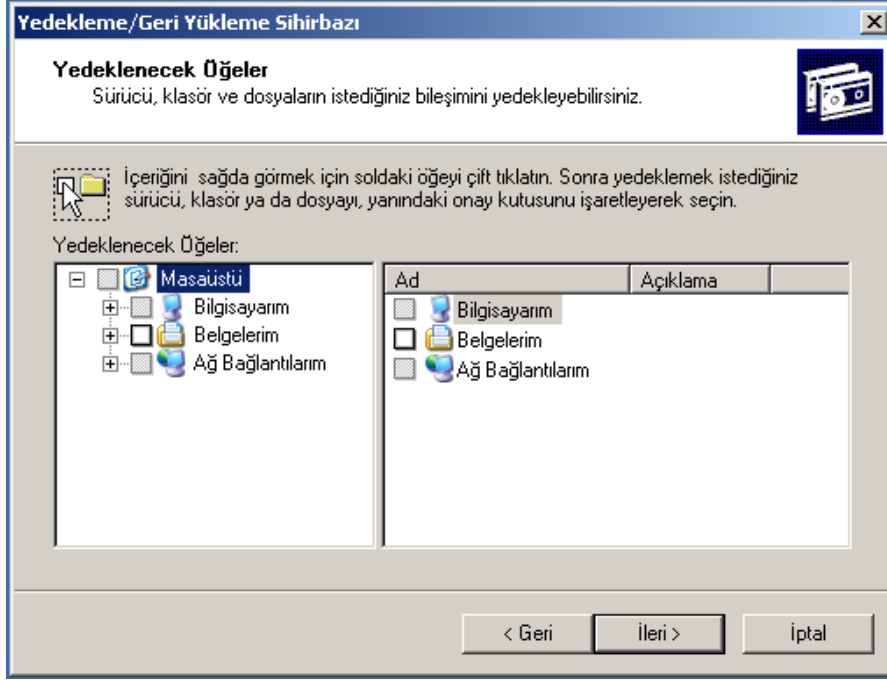 Yedekleme/Geri Yükleme Sihirbazı
Yedeklenecek Öğeler
Sürücü, klasör ve dosyaların istediğiniz bileşimini yedekleyebilirsiniz.
İçeriğini sağda görmek için soldaki öğeyi çift tıklatın. Sonra yedeklemek istediğiniz
sürücü, klasör ya da dosyayı, yanındaki onay kutusunu işaretleyerek seçin.
Yedeklenecek Öğeler:
Masaüstü
Bilgisayarım
Belgelerim
Ağ Bağlantılarım
Ad Açıklama
Bilgisayarım
Belgelerim
Ağ Bağlantılarım
< Geri İleri > İptal